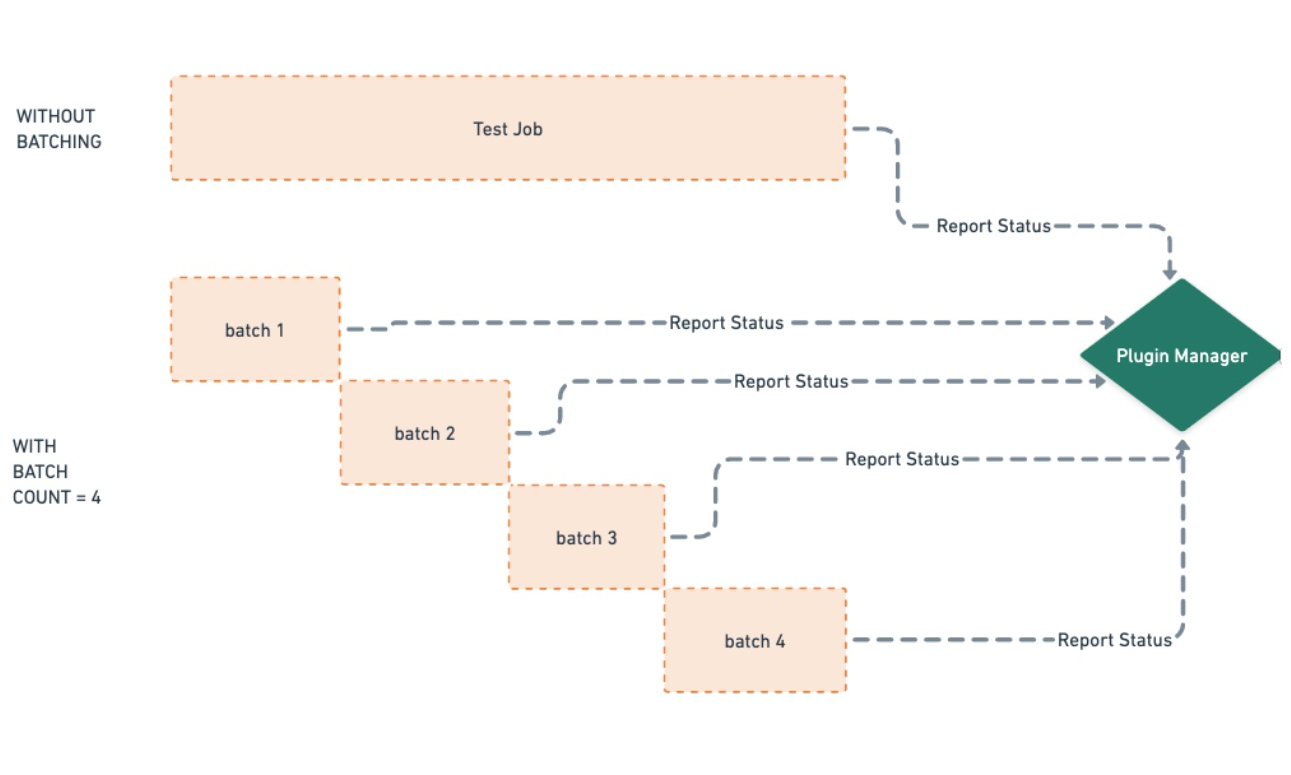 WITHOUT
BATCHING
Test Job
Report Status
batch 1
Report Status
Plugin Manager
Report Status
batch 2
WITH
BATCH
COUNT = 4
Report Status
batch 3
batch 4
Report Status